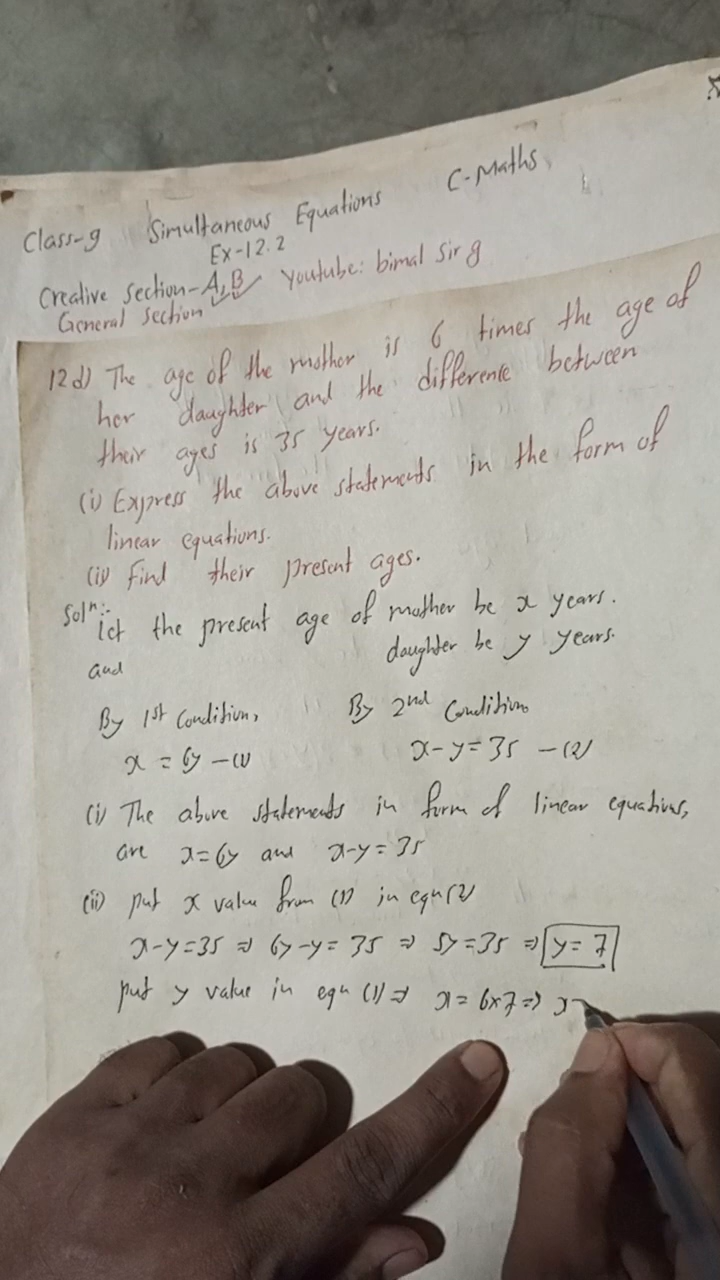 C-Maths
Class-9 Simultaneous Equations
Ex-12.2
Creative Section-A,B Youtube: bimal Sir g
General Section
12d) The age of the mother is 6 times the age of
her daughter and the difference between
their ages is 35 years.
(i) Express the above statements in the form of
linear equations.
(ii) Find their present ages.
Solⁿ:-
let the present age of mother be x years.
and daughter be y years.
By 1st Condition, By 2nd Condition,
x = 6y -(1) x-y=35 -(2)
(i) The above statements in form of linear equations,
are x=6y and x-y=35
(ii) put x value from (1) in eqn(2)
x-y=35 ⇒ 6y-y=35 ⇒ 5y=35 ⇒ y=7
put y value in eqn (1) ⇒ x=6×7 ⇒ x